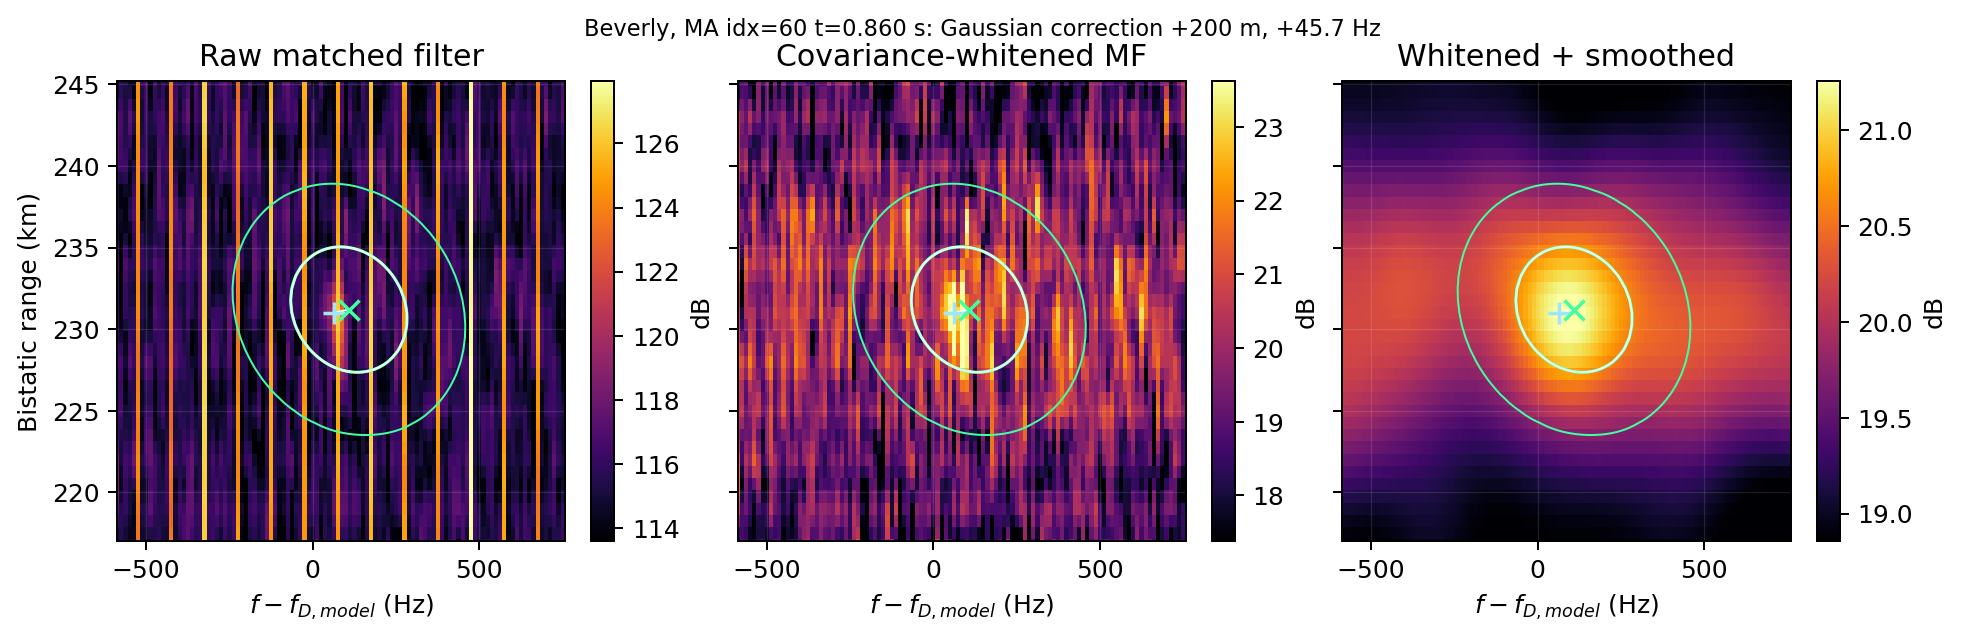 Beverly, MA idx=60 t=0.860 s: Gaussian correction +200 m, +45.7 Hz
Raw matched filter
Covariance-whitened MF
Whitened + smoothed
Bistatic range (km)
245
240
235
230
225
220
−500 0 500
f − f_{D, model} (Hz)
126
124
122
120
118
116
114
dB
−500 0 500
f − f_{D, model} (Hz)
23
22
21
20
19
18
dB
−500 0 500
f − f_{D, model} (Hz)
21.0
20.5
20.0
19.5
19.0
dB